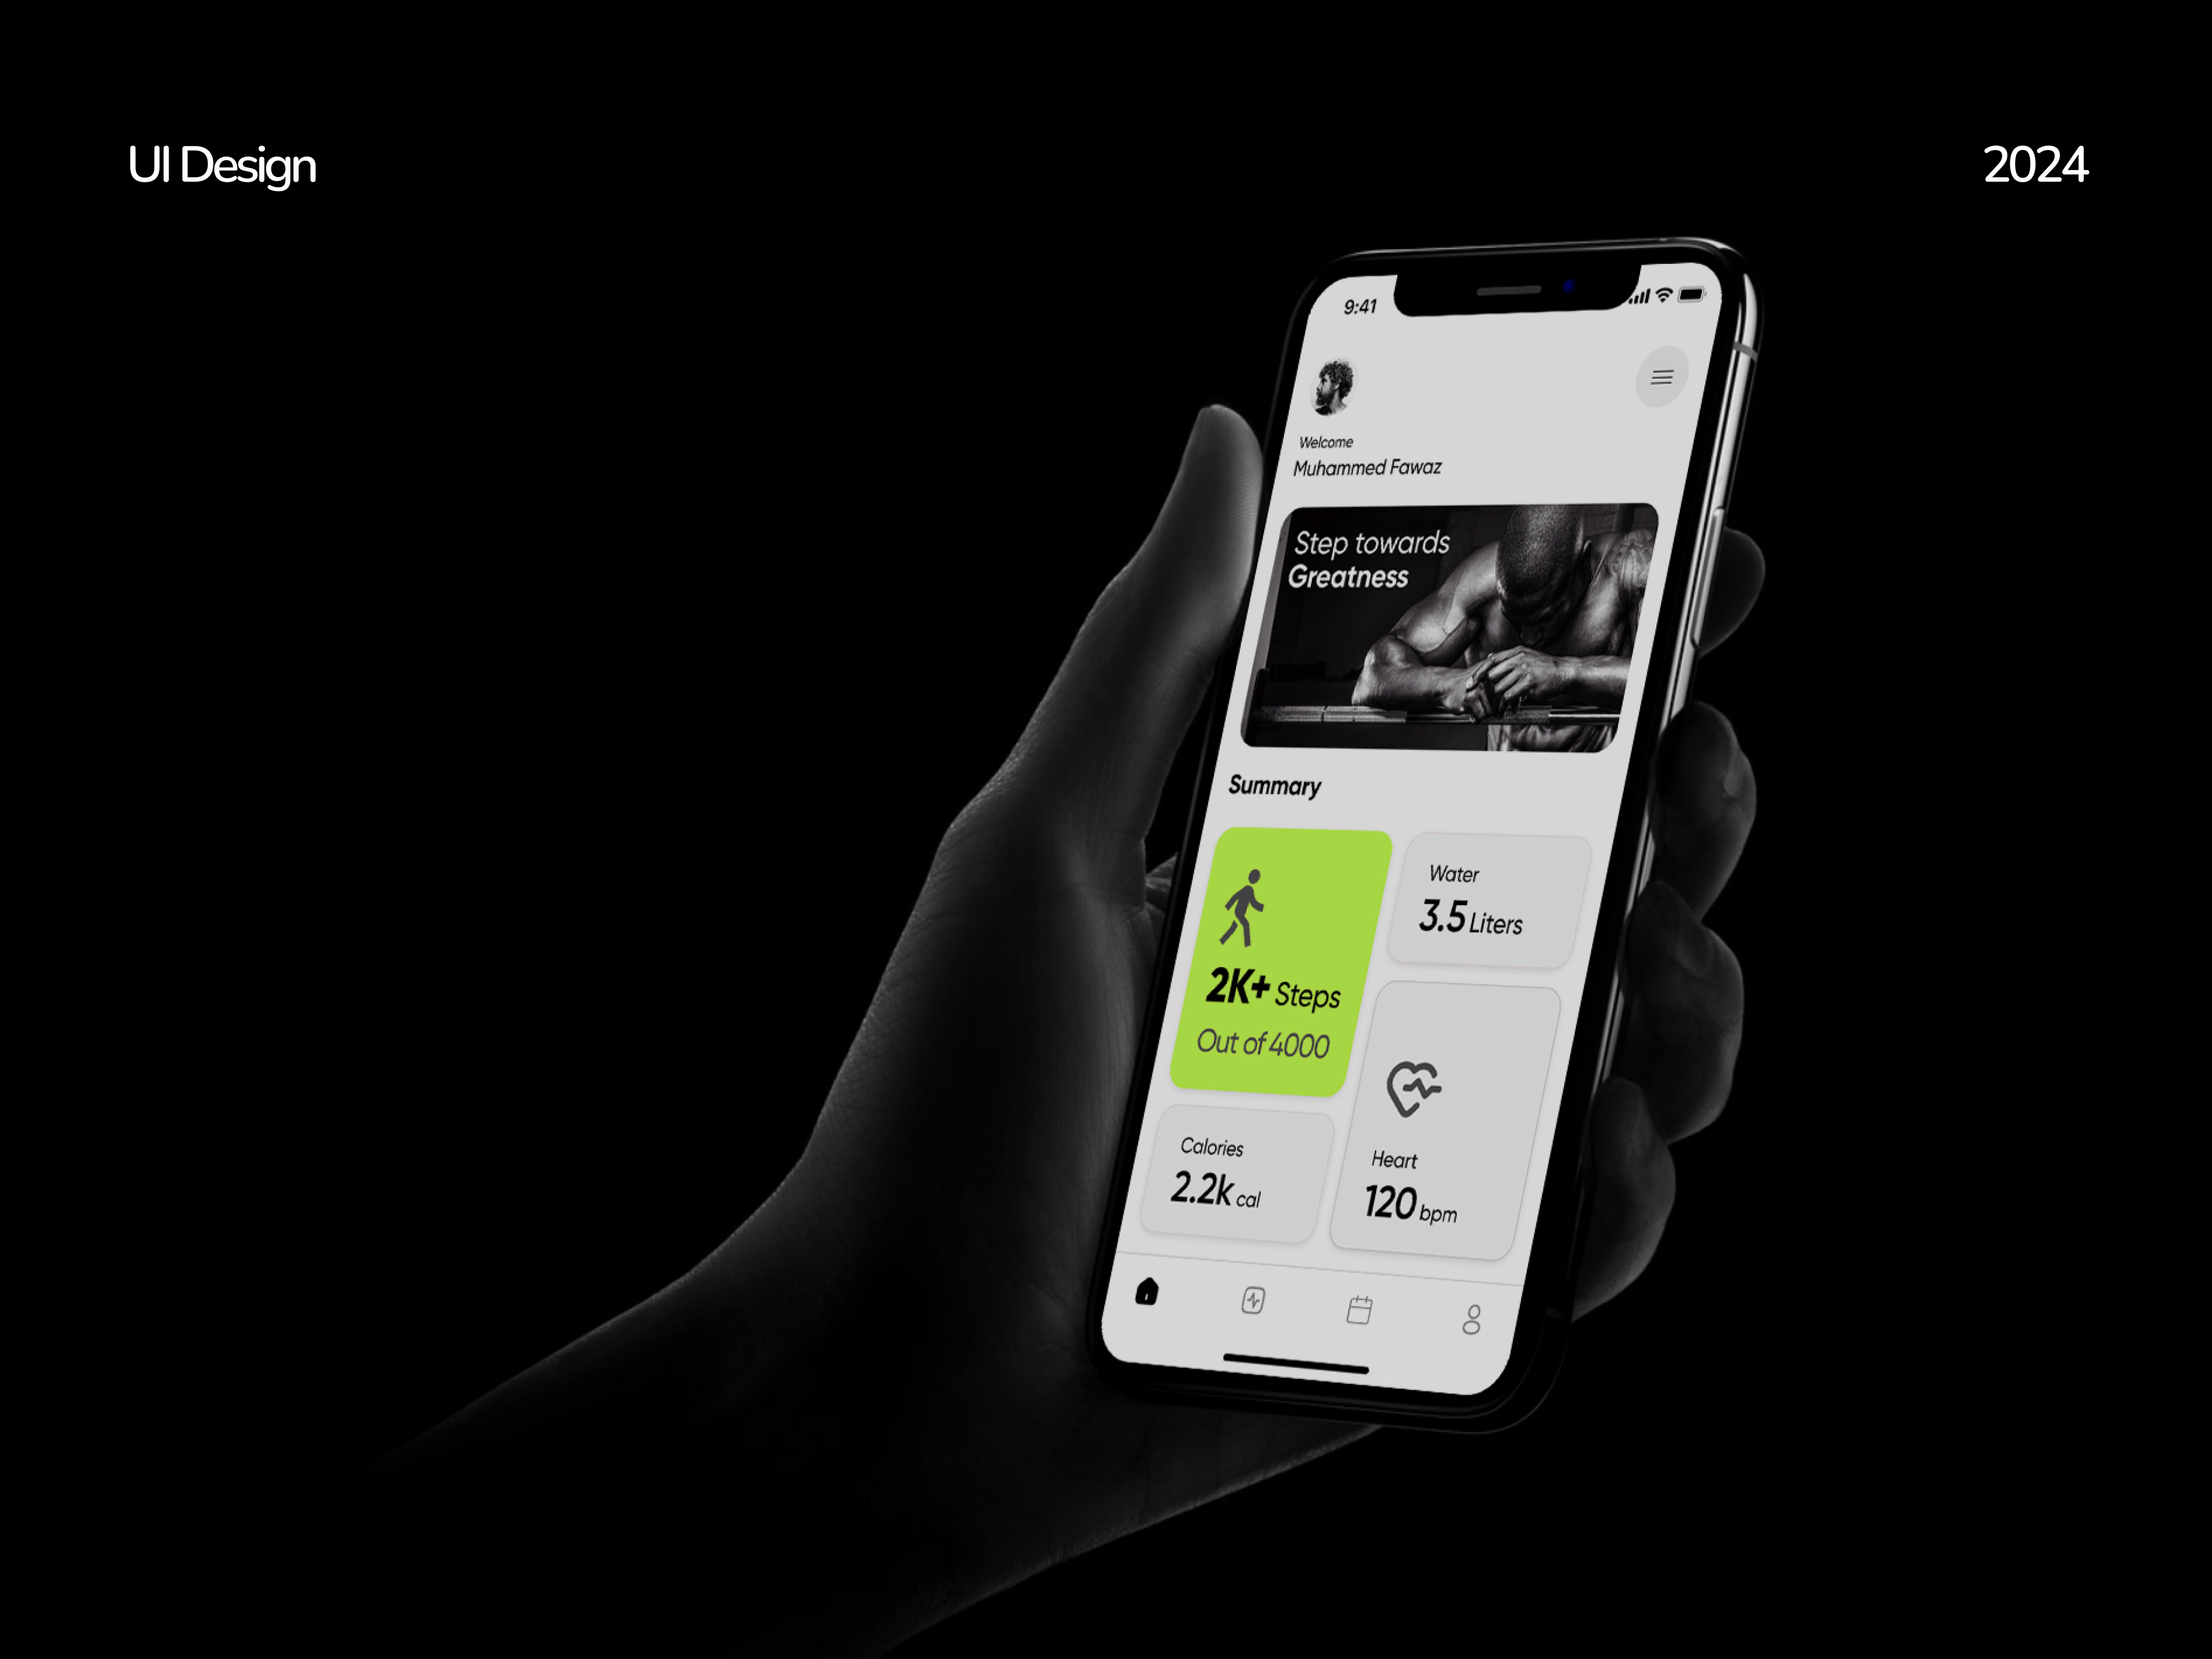 UI Design
2024
9:41
Welcome
Muhammed Fawaz
Step towards
Greatness
Summary
2K+ Steps
Out of 4000
Water
3.5 Liters
Calories
2.2k cal
Heart
120 bpm